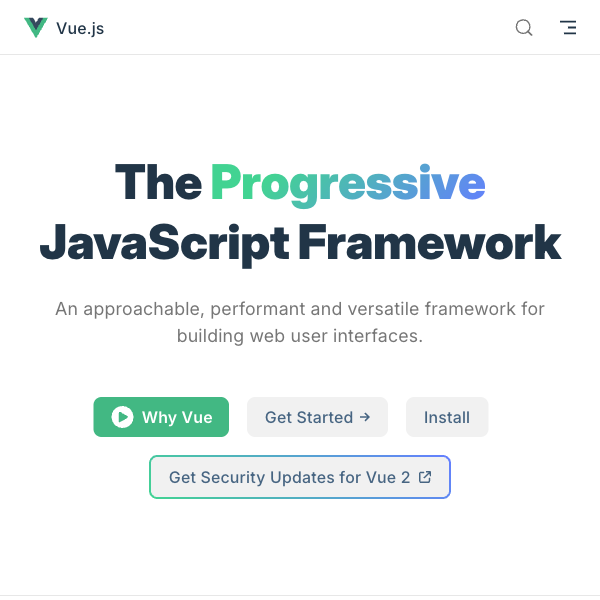 Vue.js
The Progressive
JavaScript Framework
An approachable, performant and versatile framework for
building web user interfaces.
Why Vue
Get Started →
Install
Get Security Updates for Vue 2